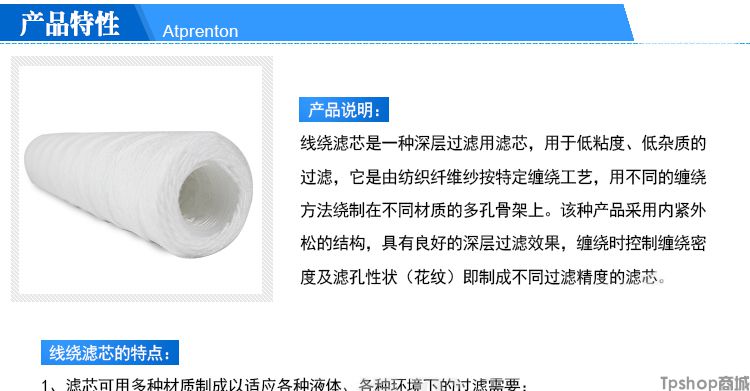 产品特性 Atprenton
产品说明：
线绕滤芯是一种深层过滤用滤芯，用于低粘度、低杂质的
过滤，它是由纺织纤维纱按特定缠绕工艺，用不同的缠绕
方法绕制在不同材质的多孔骨架上。该种产品采用内紧外
松的结构，具有良好的深层过滤效果，缠绕时控制缠绕密
度及滤孔性状（花纹）即制成不同过滤精度的滤芯。
线绕滤芯的特点：
1、滤芯可用多种材质制成以适应各种液体、各种环境下的过滤需要；
Tpshop商城